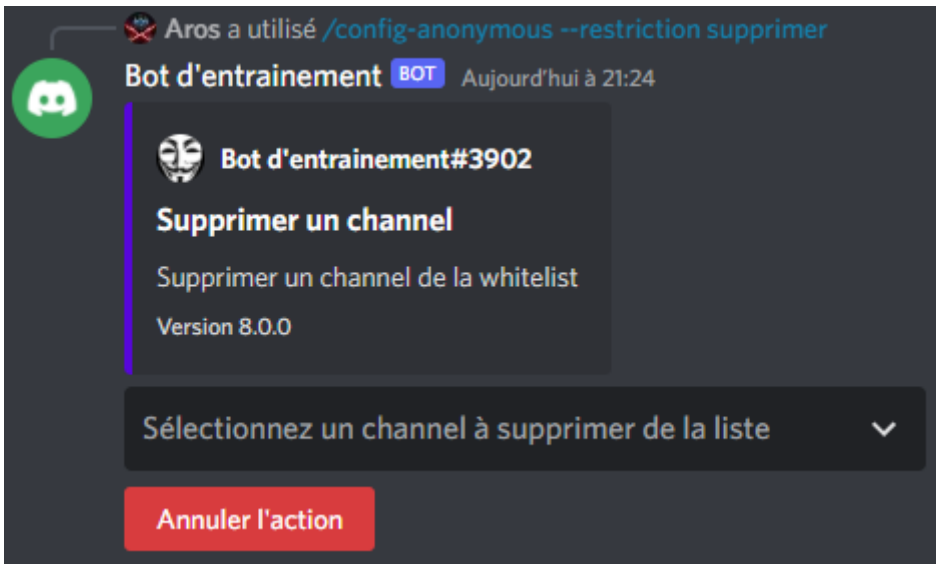 Aros a utilisé /config-anonymous --restriction supprimer
Bot d'entrainement BOT Aujourd'hui à 21:24
Bot d'entrainement#3902
Supprimer un channel
Supprimer un channel de la whitelist
Version 8.0.0
Sélectionnez un channel à supprimer de la liste
Annuler l'action